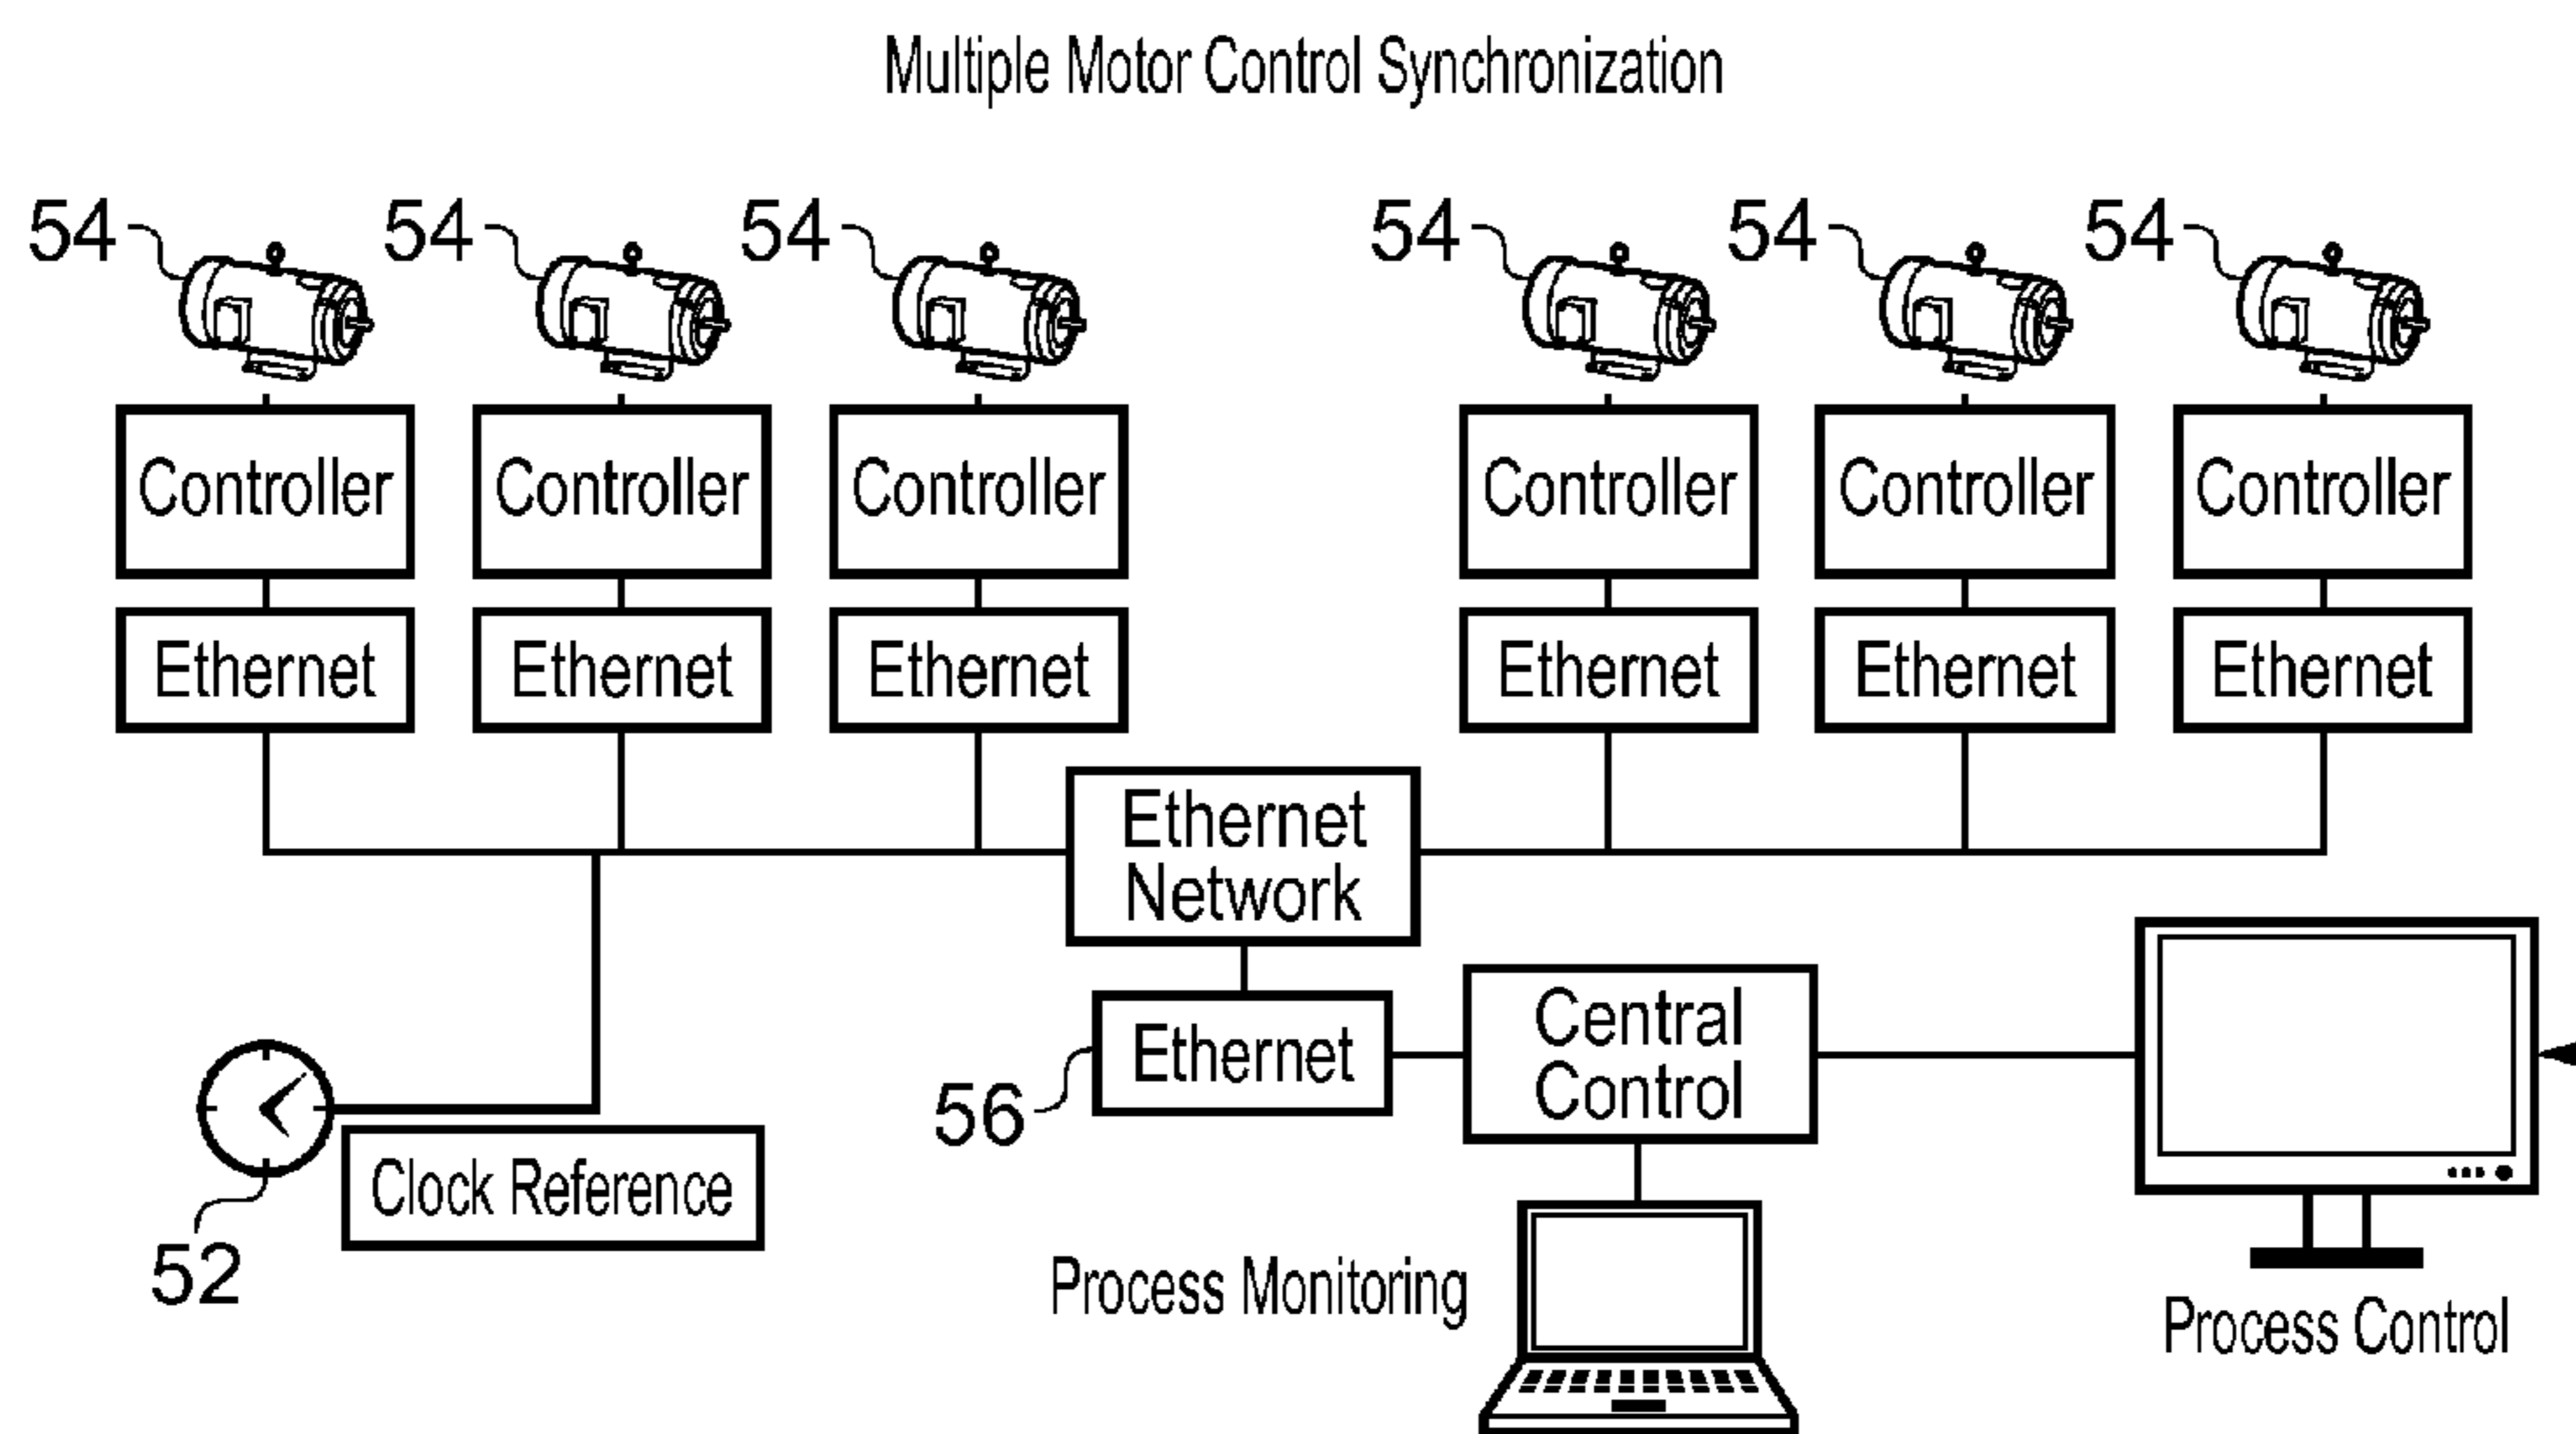 Multiple Motor Control Synchronization
54 54 54 54 54 54
Controller Controller Controller Controller Controller Controller
Ethernet Ethernet Ethernet Ethernet Ethernet Ethernet
Ethernet
Network
Central
Control
Ethernet
56
Clock Reference
52
Process Monitoring
Process Control